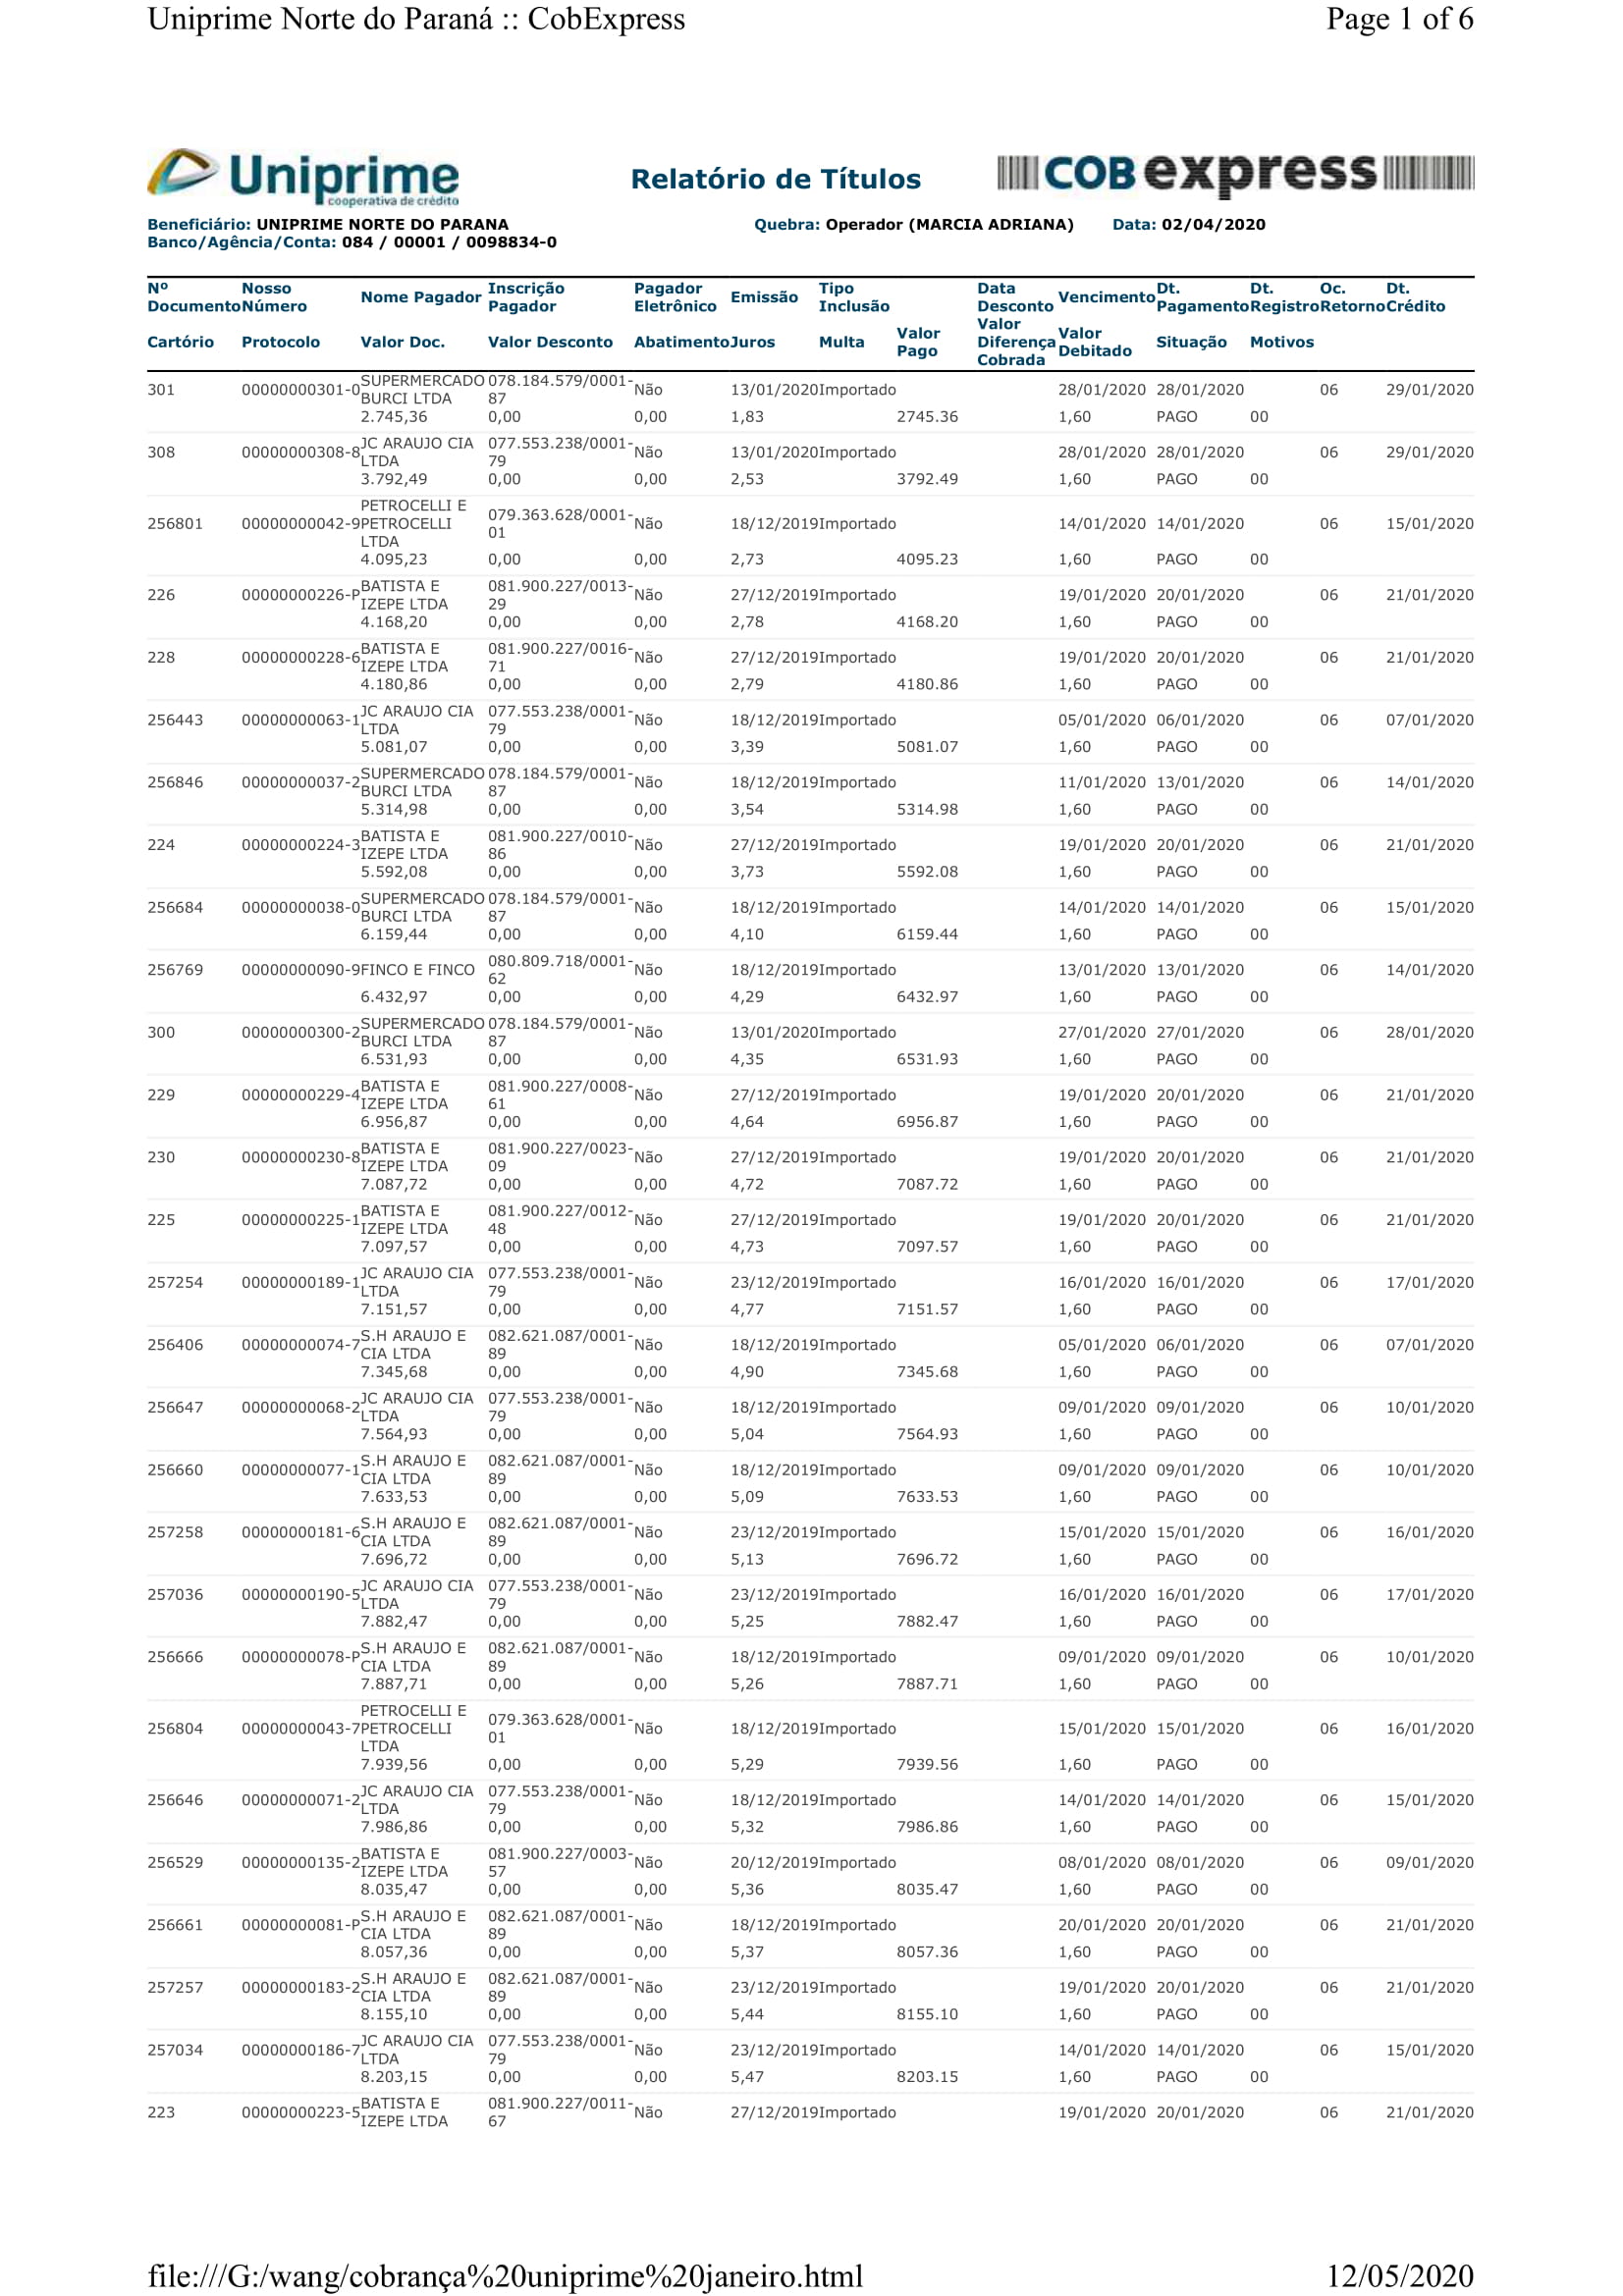 Uniprime Norte do Paraná :: CobExpress Page 1 of 6
Uniprime Relatório de Títulos COB express
cooperativa de crédito
Beneficiário: UNIPRIME NORTE DO PARANA Quebra: Operador (MARCIA ADRIANA) Data: 02/04/2020
Banco/Agência/Conta: 084 / 00001 / 0098834-0
Nº Nosso Nome Pagador Inscrição Pagador Emissão Tipo Data Vencimento Dt. Dt. Oc. Dt.
Documento Número Pagador Eletrônico Inclusão Desconto Pagamento Registro Retorno Crédito
Cartório Protocolo Valor Doc. Valor Desconto Abatimento Juros Multa Valor Pago Valor Diferença Cobrada Valor Debitado Situação Motivos
301 00000000301-0 SUPERMERCADO 078.184.579/0001- Não 13/01/2020 Importado 28/01/2020 28/01/2020 06 29/01/2020
BURCI LTDA 87
2.745,36 0,00 0,00 1,83 2745.36 1,60 PAGO 00
308 00000000308-8 JC ARAUJO CIA 077.553.238/0001- Não 13/01/2020 Importado 28/01/2020 28/01/2020 06 29/01/2020
LTDA 79
3.792,49 0,00 0,00 2,53 3792.49 1,60 PAGO 00
PETROCELLI E
256801 00000000042-9 PETROCELLI 079.363.628/0001- Não 18/12/2019 Importado 14/01/2020 14/01/2020 06 15/01/2020
LTDA 01
4.095,23 0,00 0,00 2,73 4095.23 1,60 PAGO 00
226 00000000226-P BATISTA E 081.900.227/0013- Não 27/12/2019 Importado 19/01/2020 20/01/2020 06 21/01/2020
IZEPE LTDA 29
4.168,20 0,00 0,00 2,78 4168.20 1,60 PAGO 00
228 00000000228-6 BATISTA E 081.900.227/0016- Não 27/12/2019 Importado 19/01/2020 20/01/2020 06 21/01/2020
IZEPE LTDA 71
4.180,86 0,00 0,00 2,79 4180.86 1,60 PAGO 00
256443 00000000063-1 JC ARAUJO CIA 077.553.238/0001- Não 18/12/2019 Importado 05/01/2020 06/01/2020 06 07/01/2020
LTDA 79
5.081,07 0,00 0,00 3,39 5081.07 1,60 PAGO 00
256846 00000000037-2 SUPERMERCADO 078.184.579/0001- Não 18/12/2019 Importado 11/01/2020 13/01/2020 06 14/01/2020
BURCI LTDA 87
5.314,98 0,00 0,00 3,54 5314.98 1,60 PAGO 00
224 00000000224-3 BATISTA E 081.900.227/0010- Não 27/12/2019 Importado 19/01/2020 20/01/2020 06 21/01/2020
IZEPE LTDA 86
5.592,08 0,00 0,00 3,73 5592.08 1,60 PAGO 00
256684 00000000038-0 SUPERMERCADO 078.184.579/0001- Não 18/12/2019 Importado 14/01/2020 14/01/2020 06 15/01/2020
BURCI LTDA 87
6.159,44 0,00 0,00 4,10 6159.44 1,60 PAGO 00
256769 00000000090-9 FINCO E FINCO 080.809.718/0001- Não 18/12/2019 Importado 13/01/2020 13/01/2020 06 14/01/2020
62
6.432,97 0,00 0,00 4,29 6432.97 1,60 PAGO 00
300 00000000300-2 SUPERMERCADO 078.184.579/0001- Não 13/01/2020 Importado 27/01/2020 27/01/2020 06 28/01/2020
BURCI LTDA 87
6.531,93 0,00 0,00 4,35 6531.93 1,60 PAGO 00
229 00000000229-4 BATISTA E 081.900.227/0008- Não 27/12/2019 Importado 19/01/2020 20/01/2020 06 21/01/2020
IZEPE LTDA 61
6.956,87 0,00 0,00 4,64 6956.87 1,60 PAGO 00
230 00000000230-8 BATISTA E 081.900.227/0023- Não 27/12/2019 Importado 19/01/2020 20/01/2020 06 21/01/2020
IZEPE LTDA 09
7.087,72 0,00 0,00 4,72 7087.72 1,60 PAGO 00
225 00000000225-1 BATISTA E 081.900.227/0012- Não 27/12/2019 Importado 19/01/2020 20/01/2020 06 21/01/2020
IZEPE LTDA 48
7.097,57 0,00 0,00 4,73 7097.57 1,60 PAGO 00
257254 00000000189-1 JC ARAUJO CIA 077.553.238/0001- Não 23/12/2019 Importado 16/01/2020 16/01/2020 06 17/01/2020
LTDA 79
7.151,57 0,00 0,00 4,77 7151.57 1,60 PAGO 00
256406 00000000074-7 S.H ARAUJO E 082.621.087/0001- Não 18/12/2019 Importado 05/01/2020 06/01/2020 06 07/01/2020
CIA LTDA 89
7.345,68 0,00 0,00 4,90 7345.68 1,60 PAGO 00
256647 00000000068-2 JC ARAUJO CIA 077.553.238/0001- Não 18/12/2019 Importado 09/01/2020 09/01/2020 06 10/01/2020
LTDA 79
7.564,93 0,00 0,00 5,04 7564.93 1,60 PAGO 00
256660 00000000077-1 S.H ARAUJO E 082.621.087/0001- Não 18/12/2019 Importado 09/01/2020 09/01/2020 06 10/01/2020
CIA LTDA 89
7.633,53 0,00 0,00 5,09 7633.53 1,60 PAGO 00
257258 00000000181-6 S.H ARAUJO E 082.621.087/0001- Não 23/12/2019 Importado 15/01/2020 15/01/2020 06 16/01/2020
CIA LTDA 89
7.696,72 0,00 0,00 5,13 7696.72 1,60 PAGO 00
257036 00000000190-5 JC ARAUJO CIA 077.553.238/0001- Não 23/12/2019 Importado 16/01/2020 16/01/2020 06 17/01/2020
LTDA 79
7.882,47 0,00 0,00 5,25 7882.47 1,60 PAGO 00
256666 00000000078-P S.H ARAUJO E 082.621.087/0001- Não 18/12/2019 Importado 09/01/2020 09/01/2020 06 10/01/2020
CIA LTDA 89
7.887,71 0,00 0,00 5,26 7887.71 1,60 PAGO 00
PETROCELLI E
256804 00000000043-7 PETROCELLI 079.363.628/0001- Não 18/12/2019 Importado 15/01/2020 15/01/2020 06 16/01/2020
LTDA 01
7.939,56 0,00 0,00 5,29 7939.56 1,60 PAGO 00
256646 00000000071-2 JC ARAUJO CIA 077.553.238/0001- Não 18/12/2019 Importado 14/01/2020 14/01/2020 06 15/01/2020
LTDA 79
7.986,86 0,00 0,00 5,32 7986.86 1,60 PAGO 00
256529 00000000135-2 BATISTA E 081.900.227/0003- Não 20/12/2019 Importado 08/01/2020 08/01/2020 06 09/01/2020
IZEPE LTDA 57
8.035,47 0,00 0,00 5,36 8035.47 1,60 PAGO 00
256661 00000000081-P S.H ARAUJO E 082.621.087/0001- Não 18/12/2019 Importado 20/01/2020 20/01/2020 06 21/01/2020
CIA LTDA 89
8.057,36 0,00 0,00 5,37 8057.36 1,60 PAGO 00
257257 00000000183-2 S.H ARAUJO E 082.621.087/0001- Não 23/12/2019 Importado 19/01/2020 20/01/2020 06 21/01/2020
CIA LTDA 89
8.155,10 0,00 0,00 5,44 8155.10 1,60 PAGO 00
257034 00000000186-7 JC ARAUJO CIA 077.553.238/0001- Não 23/12/2019 Importado 14/01/2020 14/01/2020 06 15/01/2020
LTDA 79
8.203,15 0,00 0,00 5,47 8203.15 1,60 PAGO 00
223 00000000223-5 BATISTA E 081.900.227/0011- Não 27/12/2019 Importado 19/01/2020 20/01/2020 06 21/01/2020
IZEPE LTDA 67
file:///G:/wang/cobrança%20uniprime%20janeiro.html 12/05/2020